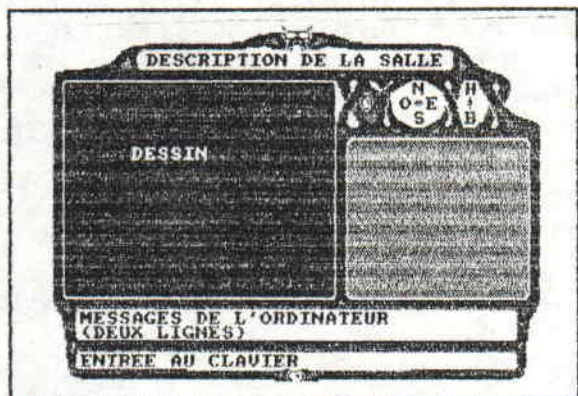 DESCRIPTION DE LA SALLE
N H
O E
S B
DESSIN
MESSAGES DE L'ORDINATEUR
(DEUX LIGNES)
ENTREE AU CLAVIER